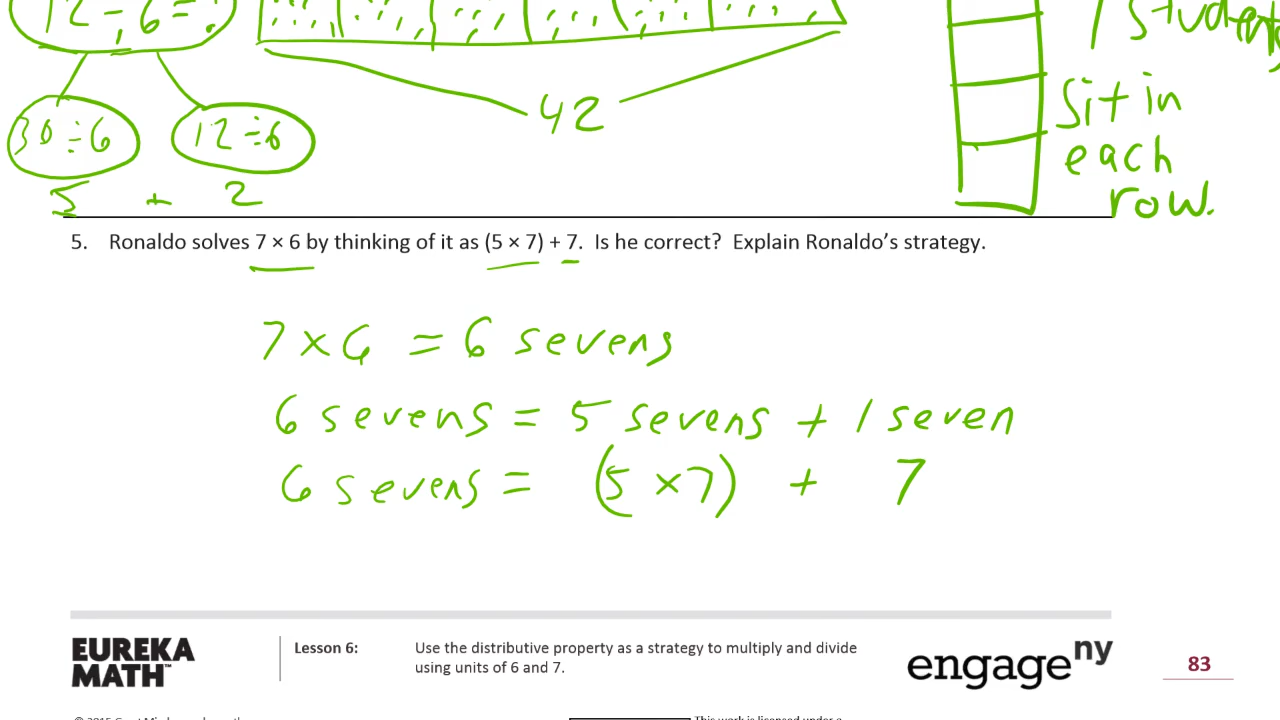 30 ÷ 6
12 ÷ 6
5 + 2
42
students
sit in
each
row.
5. Ronaldo solves 7 × 6 by thinking of it as (5 × 7) + 7. Is he correct? Explain Ronaldo's strategy.
7 × 6 = 6 sevens
6 sevens = 5 sevens + 1 seven
6 sevens = (5 × 7) + 7
EUREKA
MATH™
Lesson 6:
Use the distributive property as a strategy to multiply and divide
using units of 6 and 7.
engage ny
83